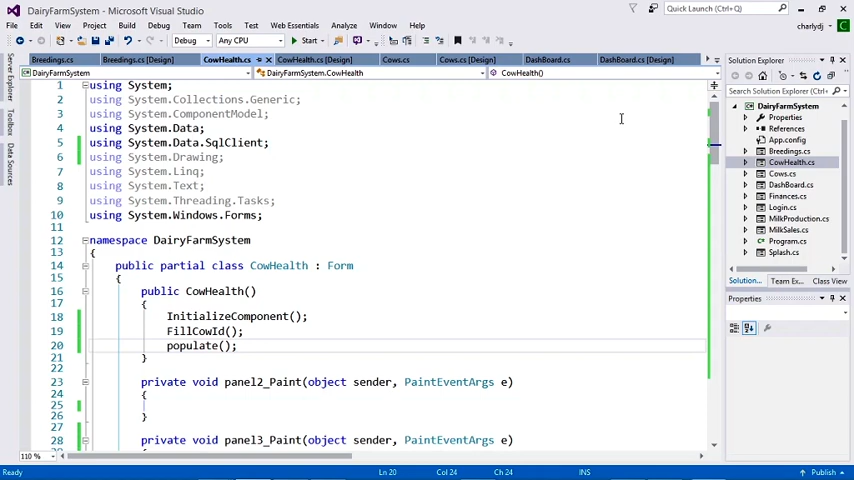 DairyFarmSystem - Microsoft Visual Studio
Quick Launch (Ctrl+Q)
FILE EDIT VIEW PROJECT BUILD DEBUG TEAM TOOLS TEST WEB ESSENTIALS ANALYZE WINDOW HELP
charlydj
Debug Any CPU Start
Server Explorer
Toolbox
Data Sources
Breedings.cs Breedings.cs [Design] CowHealth.cs CowHealth.cs [Design] Cows.cs Cows.cs [Design] DashBoard.cs DashBoard.cs [Design]
DairyFarmSystem DairyFarmSystem.CowHealth CowHealth()
1 using System;
2 using System.Collections.Generic;
3 using System.ComponentModel;
4 using System.Data;
5 using System.Data.SqlClient;
6 using System.Drawing;
7 using System.Linq;
8 using System.Text;
9 using System.Threading.Tasks;
10 using System.Windows.Forms;
11
12 namespace DairyFarmSystem
13 {
14 public partial class CowHealth : Form
15 {
16 public CowHealth()
17 {
18 InitializeComponent();
19 FillCowId();
20 populate();
21 }
22
23 private void panel2_Paint(object sender, PaintEventArgs e)
24 {
25
26 }
27
28 private void panel3_Paint(object sender, PaintEventArgs e)
110 %
Solution Explorer
Search Solution Explorer
DairyFarmSystem
Properties
References
App.config
Breedings.cs
CowHealth.cs
Cows.cs
DashBoard.cs
Finances.cs
Login.cs
MilkProduction.cs
MilkSales.cs
Program.cs
Splash.cs
Solution... Team Ex... Class View
Properties
Ready Ln 20 Col 24 Ch 24 INS Publish